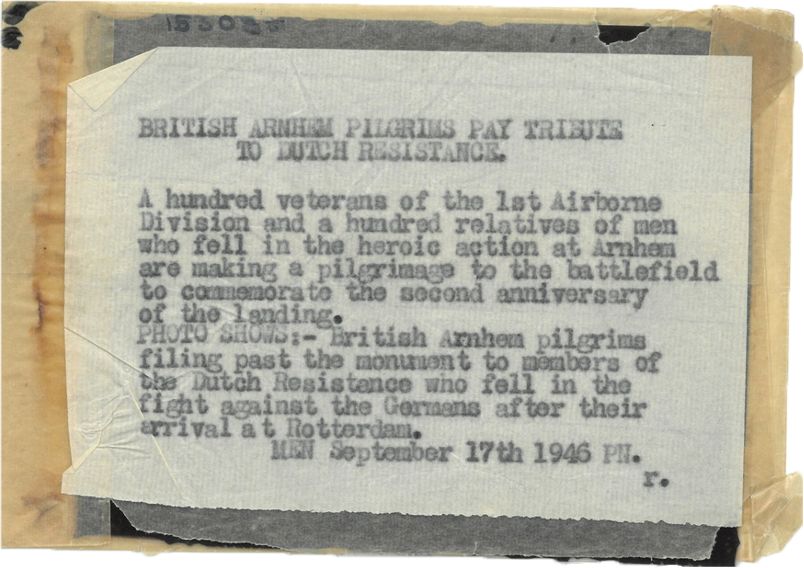 BRITISH ARNHEM PILGRIMS PAY TRIBUTE
TO DUTCH RESISTANCE.
A hundred veterans of the 1st Airborne
Division and a hundred relatives of men
who fell in the heroic action at Arnhem
are making a pilgrimage to the battlefield
to commemorate the second anniversary
of the landing.
PHOTO SHOWS:- British Arnhem pilgrims
filing past the monument to members of
the Dutch Resistance who fell in the
fight against the Germans after their
arrival at Rotterdam.
MEN September 17th 1946 PN.
r.